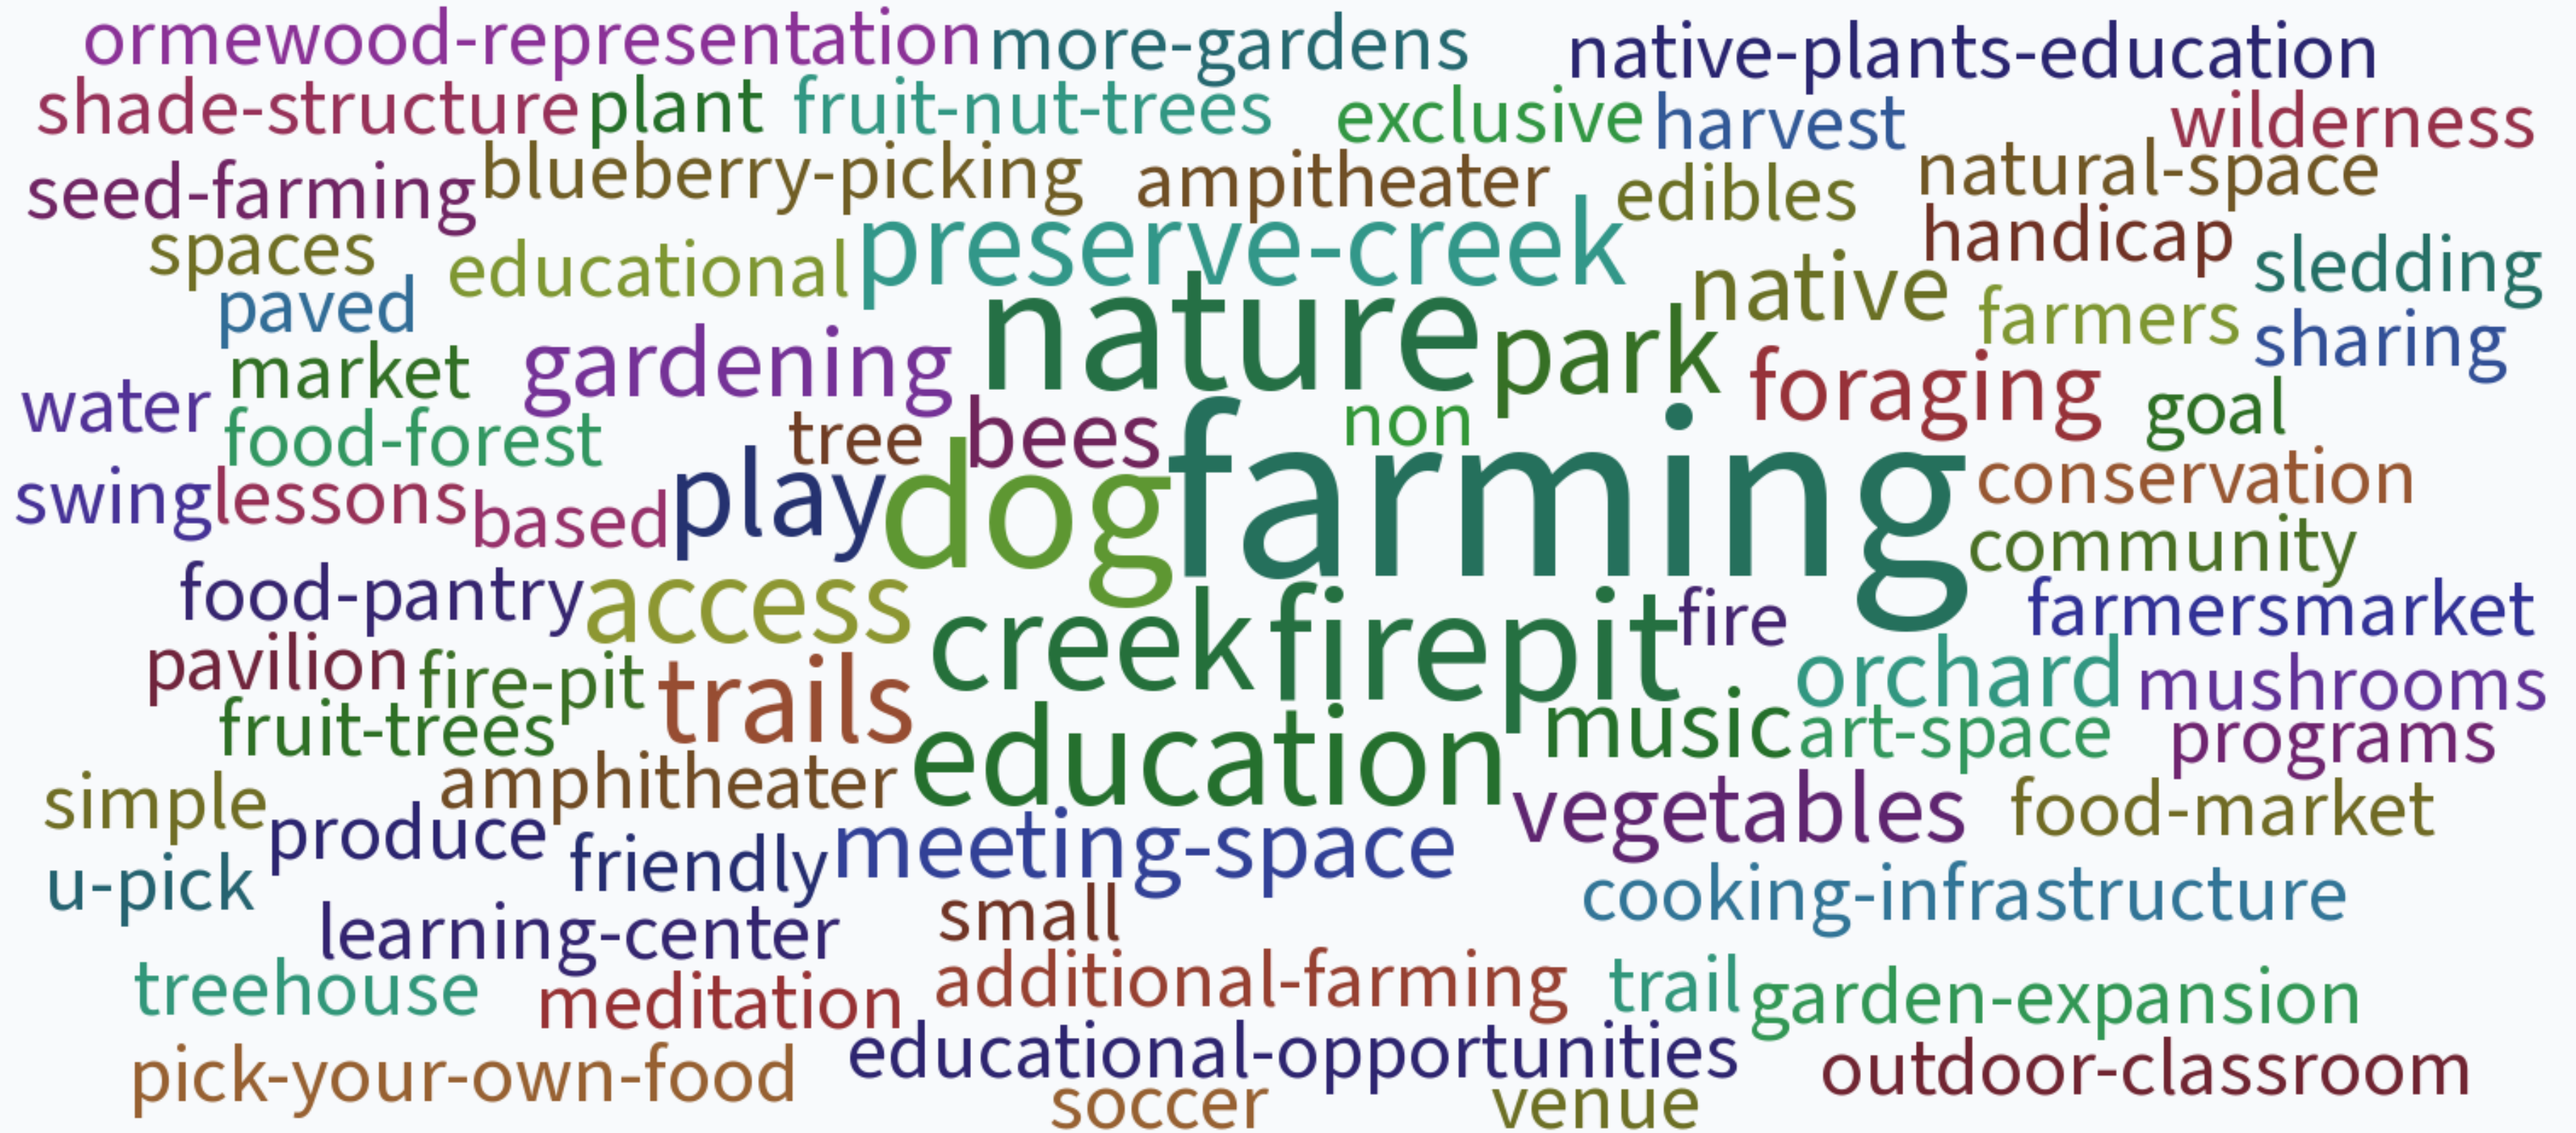 ormewood-representation more-gardens native-plants-education
shade-structure plant fruit-nut-trees exclusive harvest wilderness
seed-farming blueberry-picking ampitheater edibles natural-space
spaces educational preserve-creek handicap sledding
paved native farmers sharing
market gardening nature park foraging
water food-forest tree bees non goal
swing lessons based play dog farming conservation
community
food-pantry access creek firepit fire farmersmarket
pavilion fire-pit trails orchard mushrooms
fruit-trees education music art-space programs
simple amphitheater vegetables food-market
produce friendly meeting-space
u-pick cooking-infrastructure
learning-center small
treehouse meditation additional-farming trail garden-expansion
pick-your-own-food educational-opportunities outdoor-classroom
soccer venue